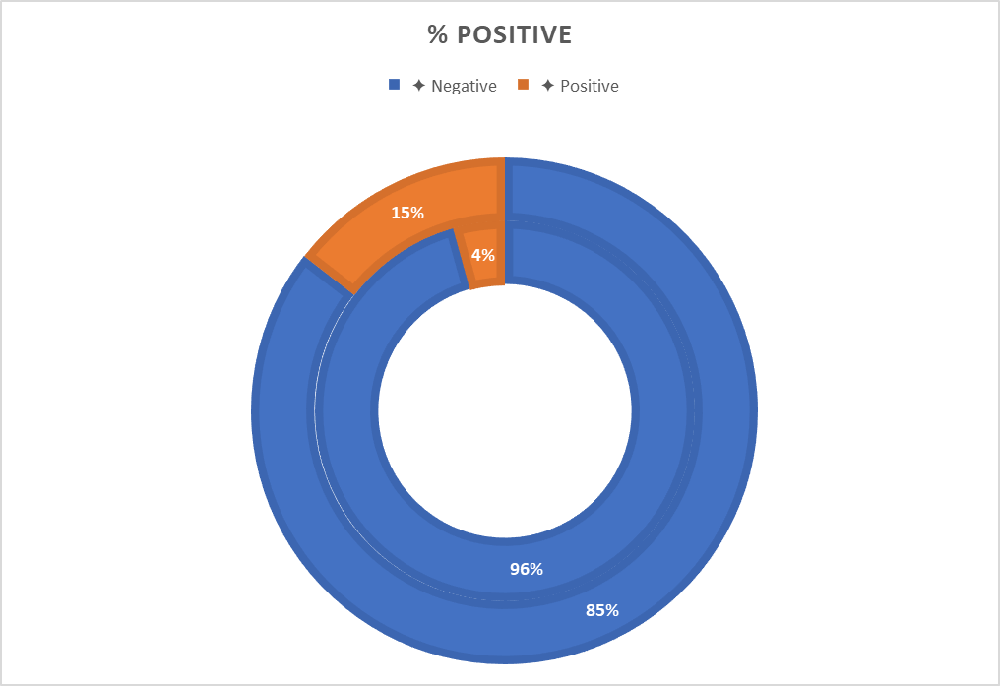 % POSITIVE
✦ Negative ✦ Positive
15%
4%
96%
85%